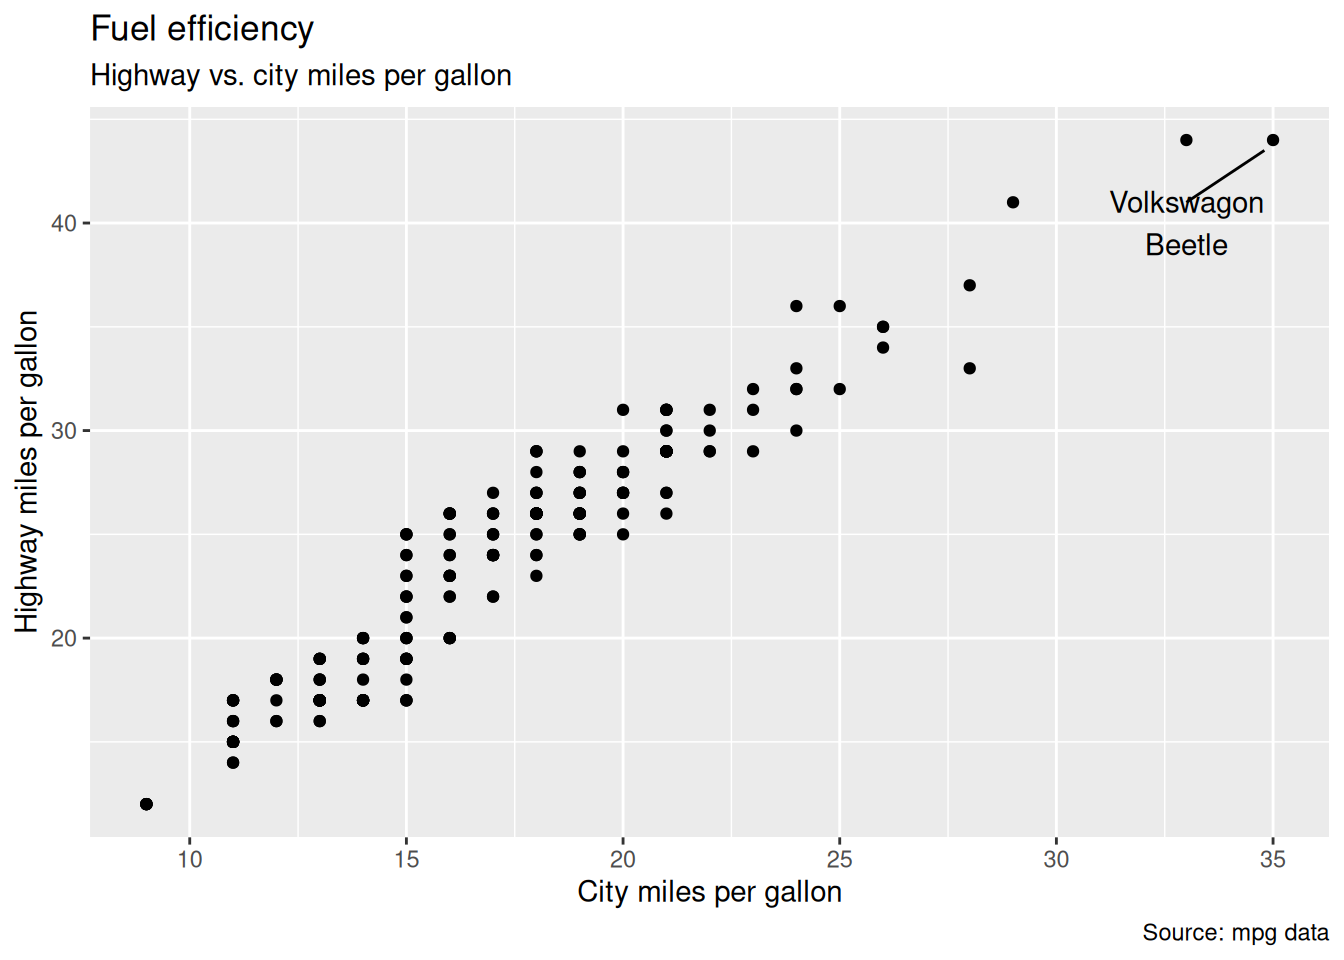 Fuel efficiency
Highway vs. city miles per gallon
Highway miles per gallon
40
30
20
Volkswagon
Beetle
10 15 20 25 30 35
City miles per gallon
Source: mpg data